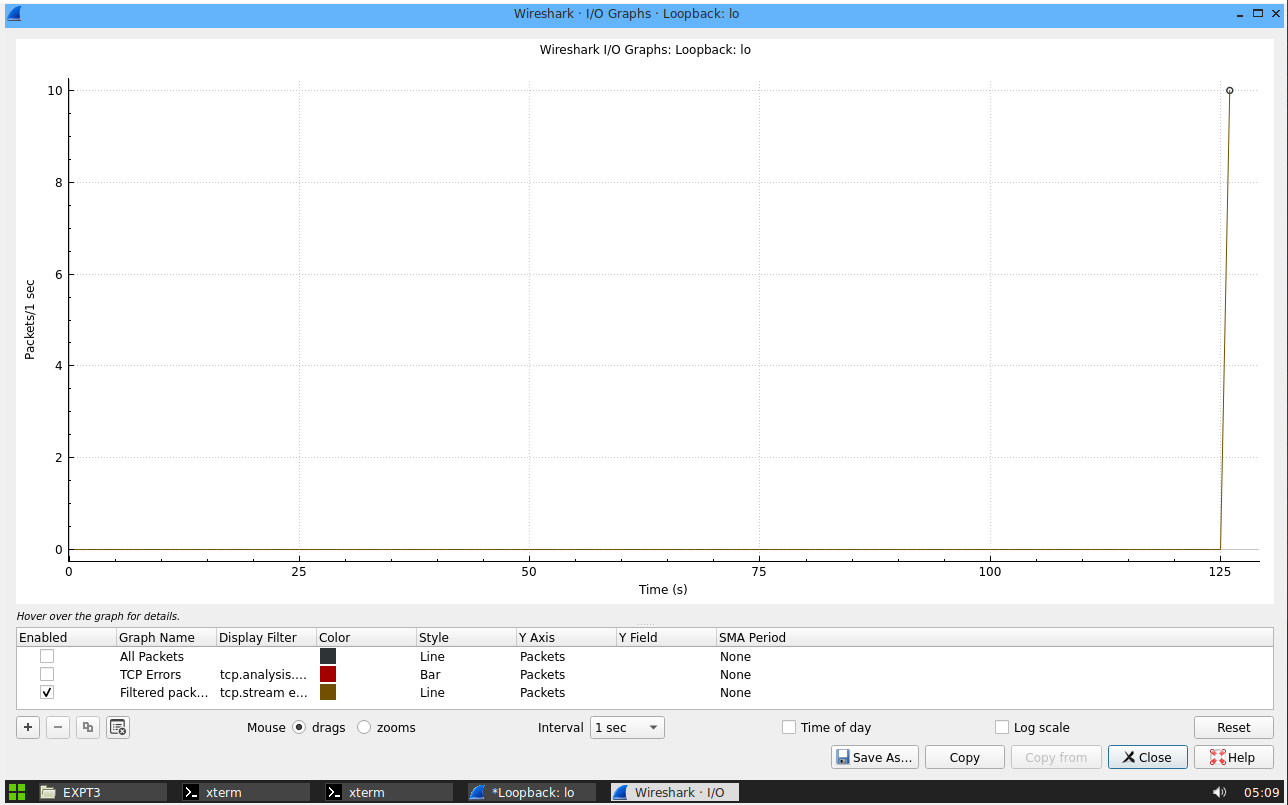 Wireshark · I/O Graphs · Loopback: lo
Wireshark I/O Graphs: Loopback: lo
10
8
6
4
2
0
Packets/1 sec
0 25 50 75 100 125
Time (s)
Hover over the graph for details.
Enabled Graph Name Display Filter Color Style Y Axis Y Field SMA Period
All Packets Line Packets None
TCP Errors tcp.analysis.... Bar Packets None
Filtered pack... tcp.stream e... Line Packets None
Mouse drags zooms Interval 1 sec Time of day Log scale Reset
Save As... Copy Copy from Close Help
EXPT3 xterm xterm *Loopback: lo Wireshark · I/O 05:09